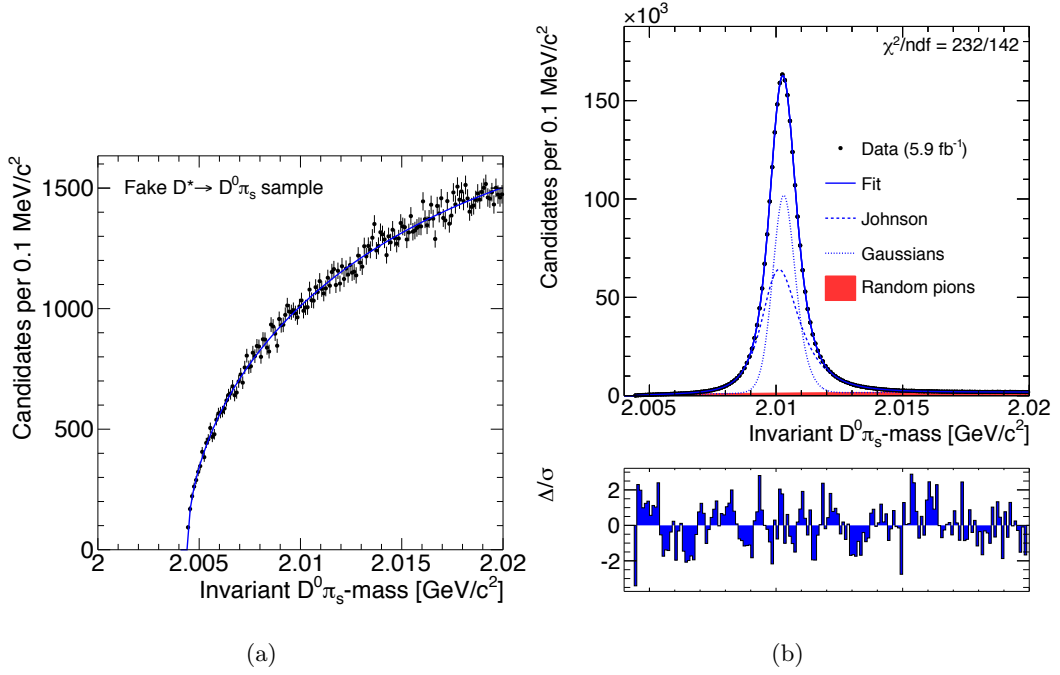 Candidates per 0.1 MeV/c²
1500
1000
500
0
Fake D*→ D⁰πₛ sample
2
2.005
2.01
2.015
2.02
Invariant D⁰πₛ-mass [GeV/c²]
(a)
×10³
Candidates per 0.1 MeV/c²
150
100
50
0
χ²/ndf = 232/142
Data (5.9 fb⁻¹)
Fit
Johnson
Gaussians
Random pions
2.005
2.01
2.015
2.02
Invariant D⁰πₛ-mass [GeV/c²]
Δ/σ
2
0
-2
(b)